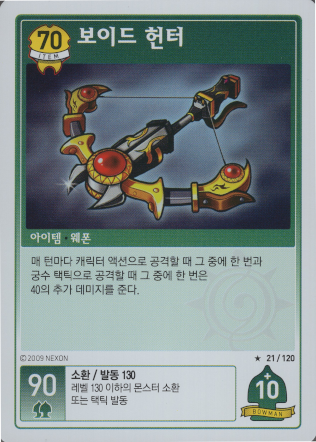 70
ITEM
보이드 헌터
아이템 · 웨폰
매 턴마다 캐릭터 액션으로 공격할 때 그 중에 한 번과
궁수 택틱으로 공격할 때 그 중에 한 번은
40의 추가 데미지를 준다.
©2009 NEXON
★ 21/120
90
소환 / 발동 130
레벨 130 이하의 몬스터 소환
또는 택틱 발동
+
10
BOWMAN